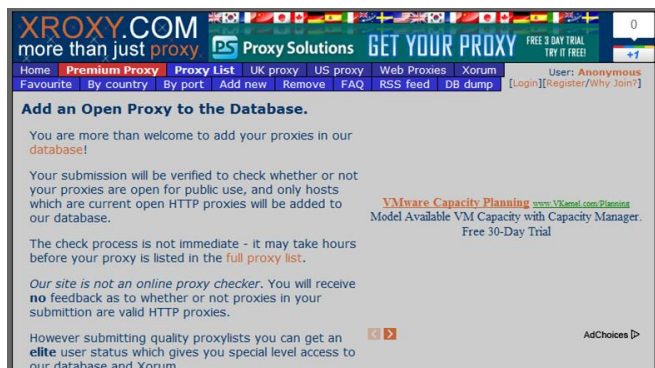 XROXY.COM
more than just proxy.
PS Proxy Solutions
GET YOUR PROXY
FREE 3 DAY TRIAL
TRY IT FREE!
0
+1
Home Premium Proxy Proxy List UK proxy US proxy Web Proxies Xorum
User: Anonymous
Favourite By country By port Add new Remove FAQ RSS feed DB dump
[Login][Register/Why Join?]
Add an Open Proxy to the Database.
You are more than welcome to add your proxies in our
database!
Your submission will be verified to check whether or not
your proxies are open for public use, and only hosts
which are current open HTTP proxies will be added to
our database.
The check process is not immediate - it may take hours
before your proxy is listed in the full proxy list.
Our site is not an online proxy checker. You will receive
no feedback as to whether or not proxies in your
submittion are valid HTTP proxies.
However submitting quality proxylists you can get an
elite user status which gives you special level access to
our database and Xorum.
VMware Capacity Planning www.VKernel.com/Planning
Model Available VM Capacity with Capacity Manager.
Free 30-Day Trial
AdChoices